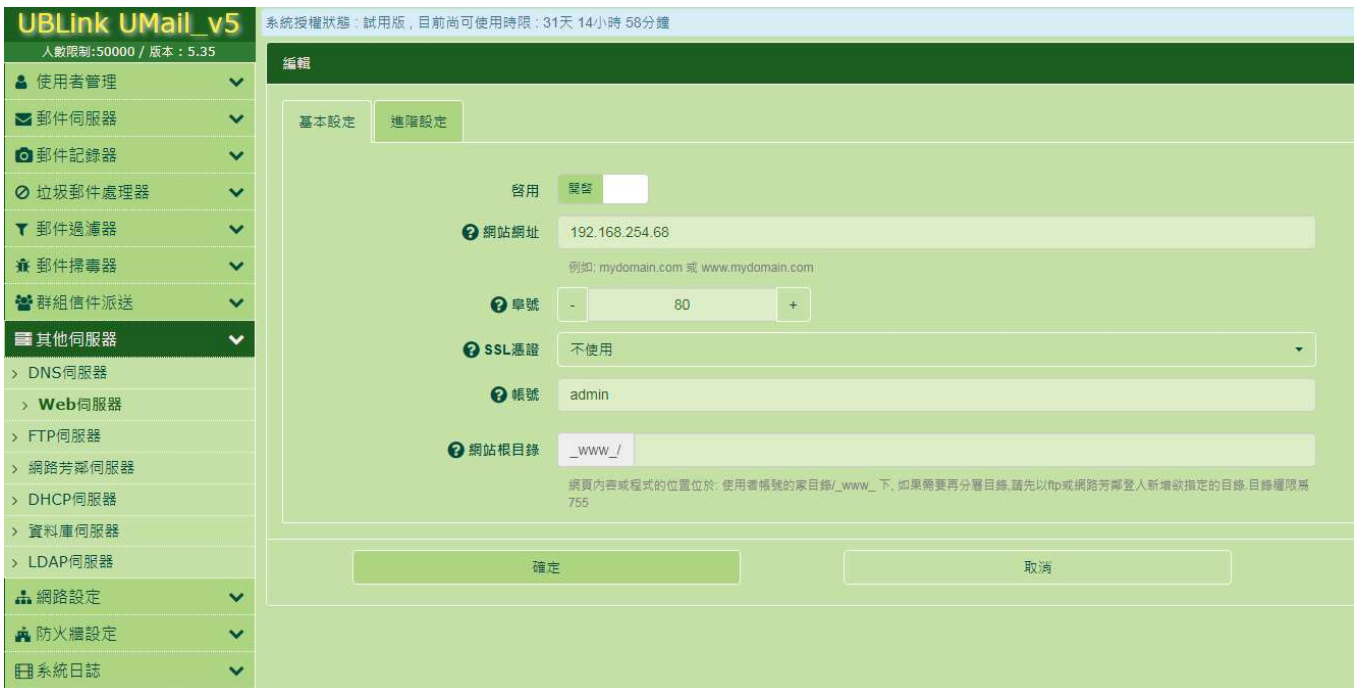 UBLink UMail_v5
人數限制:50000 / 版本：5.35
使用者管理
郵件伺服器
郵件記錄器
垃圾郵件處理器
郵件過濾器
郵件掃毒器
群組信件派送
其他伺服器
> DNS伺服器
> Web伺服器
> FTP伺服器
> 網路芳鄰伺服器
> DHCP伺服器
> 資料庫伺服器
> LDAP伺服器
網路設定
防火牆設定
系統日誌
系統授權狀態 : 試用版 , 目前尚可使用時限 : 31天 14小時 58分鐘
編輯
基本設定 進階設定
啓用 開啓
網站網址 192.168.254.68
例如: mydomain.com 或 www.mydomain.com
阜號 - 80 +
SSL憑證 不使用
帳號 admin
網站根目錄 _www_/
網頁內容或程式的位置位於: 使用者帳號的家目錄/_www_ 下, 如果需要再分層目錄,請先以ftp或網路芳鄰登入新增欲指定的目錄.目錄權限爲
755
確定 取消